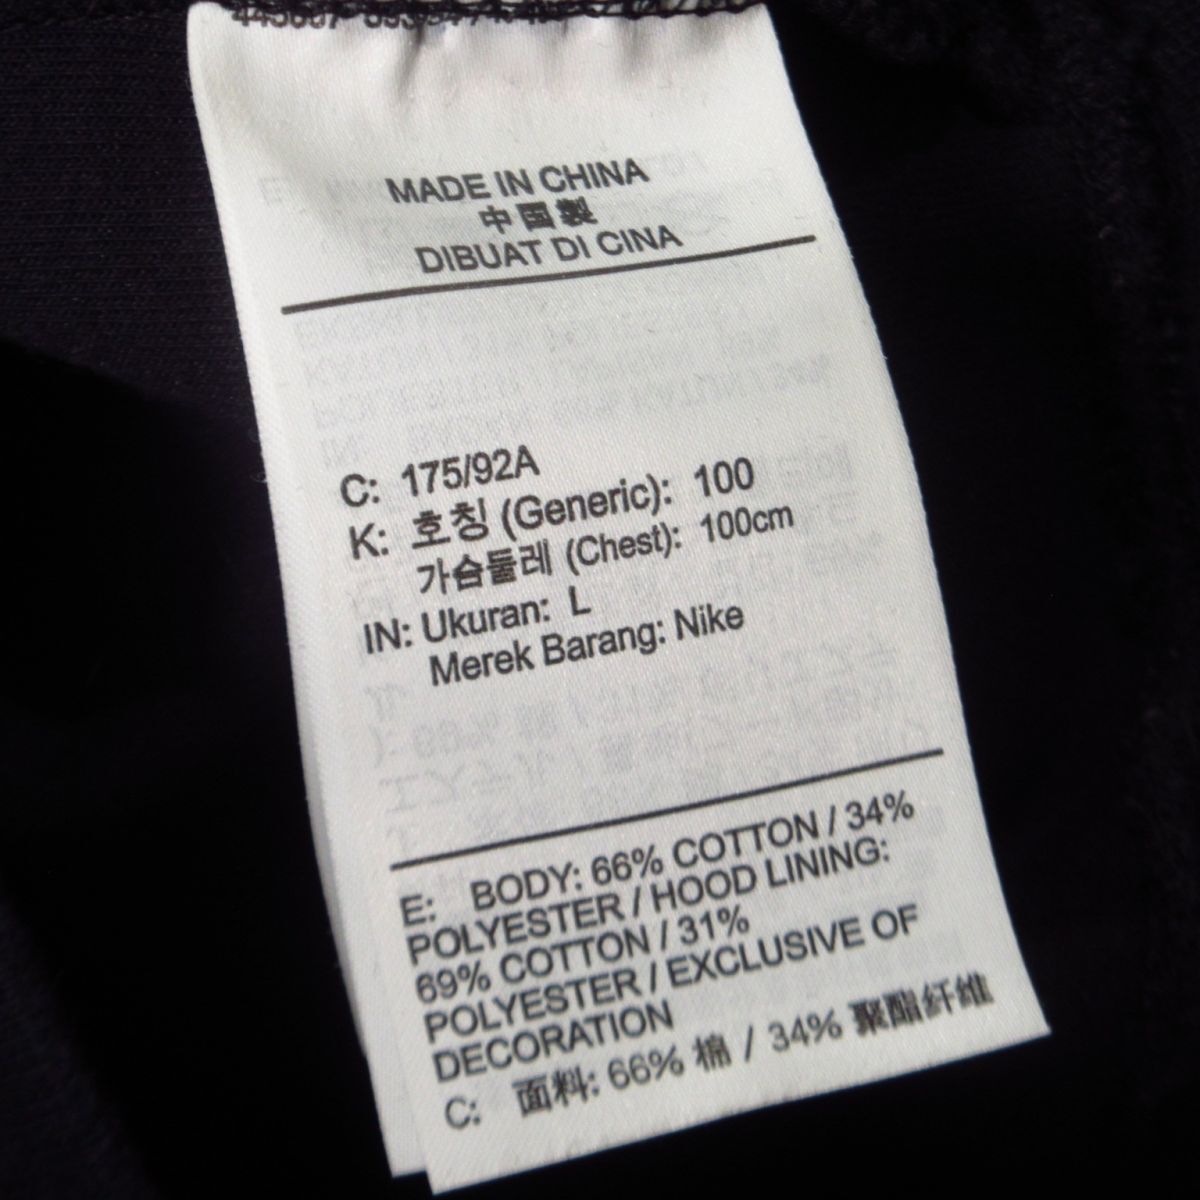 MADE IN CHINA
中国製
DIBUAT DI CINA
C: 175/92A
K: 호칭 (Generic): 100
가슴둘레 (Chest): 100cm
IN: Ukuran: L
Merek Barang: Nike
E: BODY: 66% COTTON / 34%
POLYESTER / HOOD LINING:
69% COTTON / 31%
POLYESTER / EXCLUSIVE OF
DECORATION
C: 面料: 66% 棉 / 34% 聚酯纤维